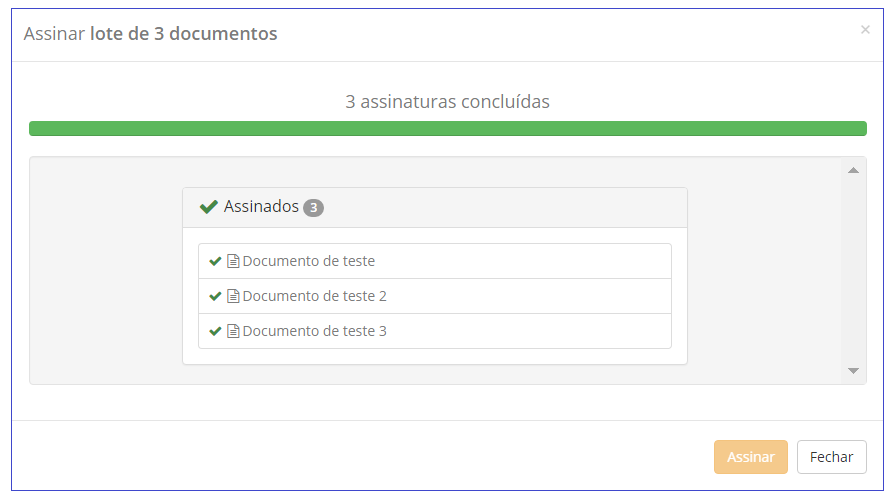 Assinar lote de 3 documentos ×
3 assinaturas concluídas
Assinados 3
Documento de teste
Documento de teste 2
Documento de teste 3
Assinar Fechar